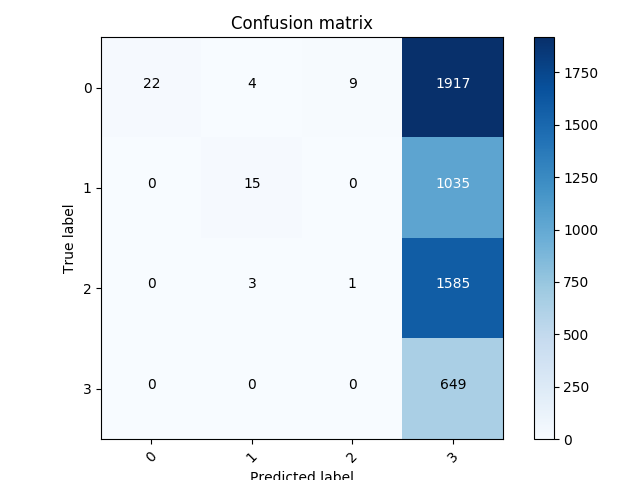 Confusion matrix
0 22 4 9 1917
1 0 15 0 1035
2 0 3 1 1585
3 0 0 0 649
0 1 2 3
Predicted label
True label
1750
1500
1250
1000
750
500
250
0